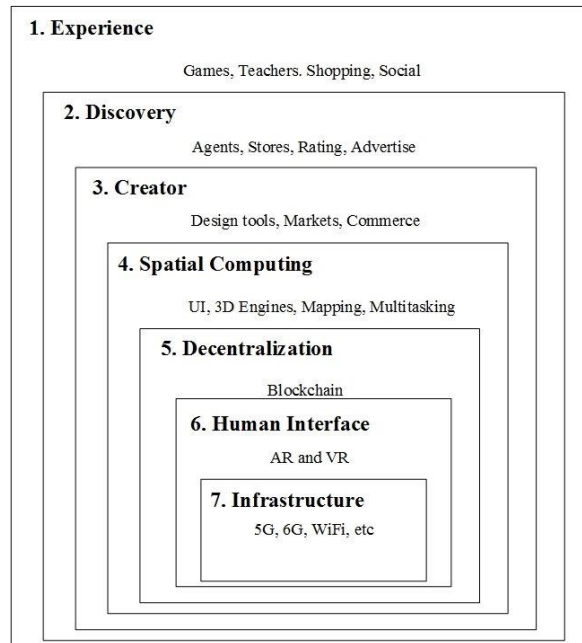 1. Experience
Games, Teachers. Shopping, Social
2. Discovery
Agents, Stores, Rating, Advertise
3. Creator
Design tools, Markets, Commerce
4. Spatial Computing
UI, 3D Engines, Mapping, Multitasking
5. Decentralization
Blockchain
6. Human Interface
AR and VR
7. Infrastructure
5G, 6G, WiFi, etc